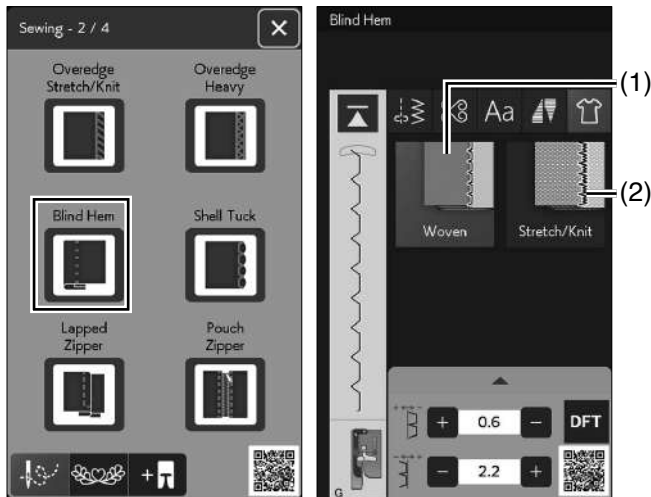 Sewing - 2 / 4
Overedge
Stretch/Knit
Overedge
Heavy
Blind Hem
Shell Tuck
Lapped
Zipper
Pouch
Zipper
Blind Hem
Aa
(1)
(2)
Woven
Stretch/Knit
+ 0.6 -
DFT
- 2.2 +
G